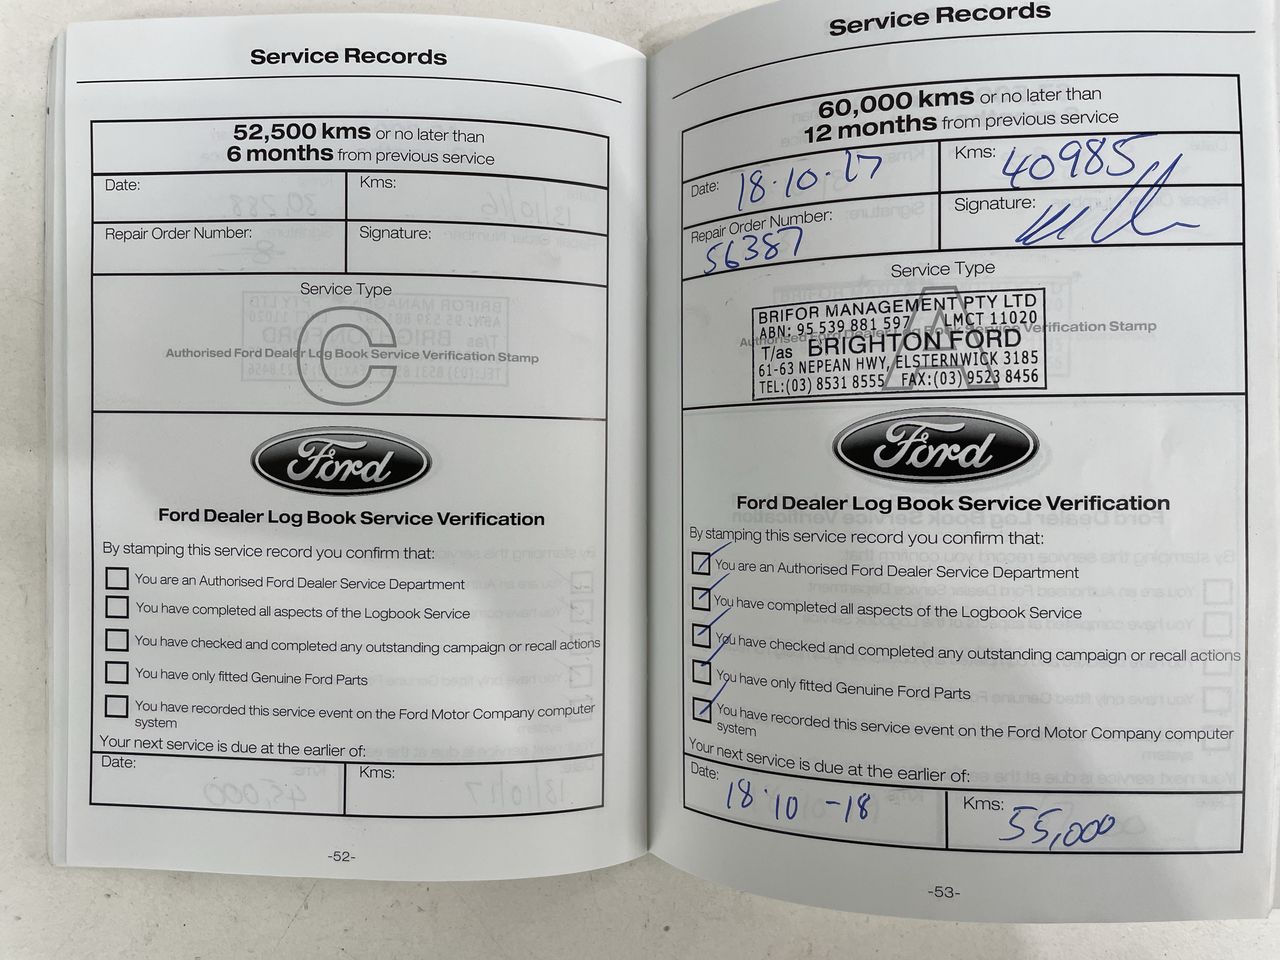 Service Records
52,500 kms or no later than
6 months from previous service
Date:
Kms:
Repair Order Number:
Signature:
Service Type
C
Authorised Ford Dealer Log Book Service Verification Stamp
Ford
Ford Dealer Log Book Service Verification
By stamping this service record you confirm that:
You are an Authorised Ford Dealer Service Department
You have completed all aspects of the Logbook Service
You have checked and completed any outstanding campaign or recall actions
You have only fitted Genuine Ford Parts
You have recorded this service event on the Ford Motor Company computer
system
Your next service is due at the earlier of:
Date:
Kms:
-52-
Service Records
60,000 kms or no later than
12 months from previous service
Date: 18.10.17
Kms: 40985
Repair Order Number:
56387
Signature:
Service Type
A
Authorised Ford Dealer Log Book Service Verification Stamp
BRIFOR MANAGEMENT PTY LTD
ABN: 95 539 881 597 LMCT 11020
T/as BRIGHTON FORD
61-63 NEPEAN HWY, ELSTERNWICK 3185
TEL:(03) 8531 8555 FAX:(03) 9523 8456
Ford
Ford Dealer Log Book Service Verification
By stamping this service record you confirm that:
You are an Authorised Ford Dealer Service Department
You have completed all aspects of the Logbook Service
You have checked and completed any outstanding campaign or recall actions
You have only fitted Genuine Ford Parts
You have recorded this service event on the Ford Motor Company computer
system
Your next service is due at the earlier of:
Date: 18.10-18
Kms: 55,000
-53-